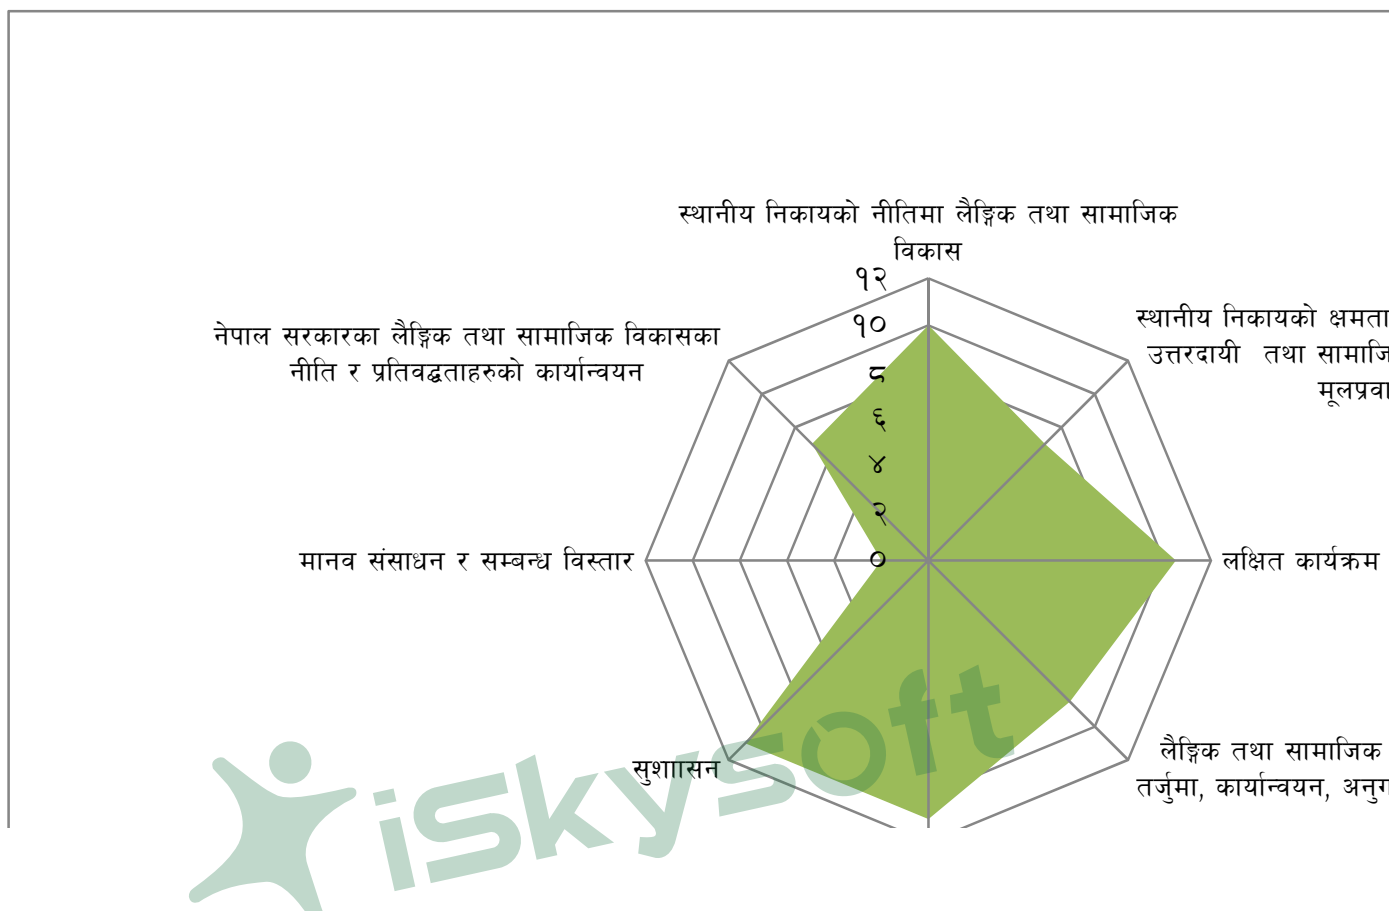 स्थानीय निकायको नीतिमा लैङ्गिक तथा सामाजिक
विकास
१२
१०
८
६
४
२
०
स्थानीय निकायको क्षमता
उत्तरदायी तथा सामाजि
मूलप्रवा
नेपाल सरकारका लैङ्गिक तथा सामाजिक विकासका
नीति र प्रतिवद्धताहरुको कार्यान्वयन
मानव संसाधन र सम्बन्ध विस्तार
लक्षित कार्यक्रम
सुशाासन
लैङ्गिक तथा सामाजिक
तर्जुमा, कार्यान्वयन, अनुग
iSkysoft